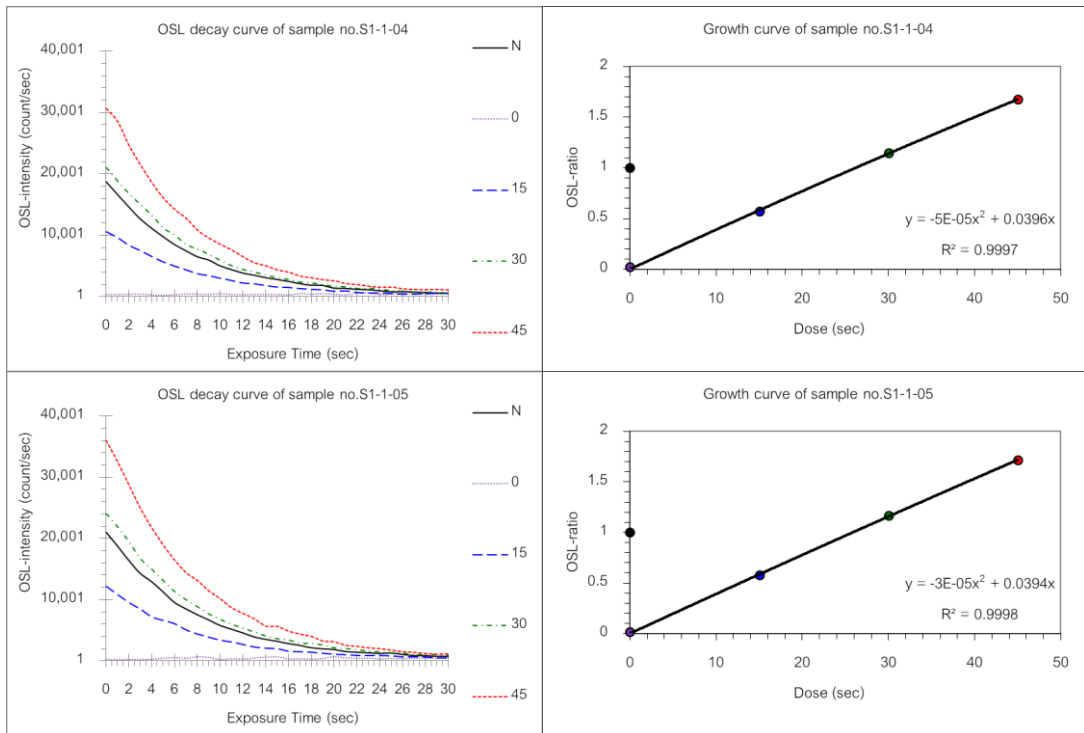 OSL decay curve of sample no.S1-1-04
40,001
30,001
20,001
10,001
1
OSL-intensity (count/sec)
0 2 4 6 8 10 12 14 16 18 20 22 24 26 28 30
Exposure Time (sec)
N
0
15
30
45
Growth curve of sample no.S1-1-04
2
1.5
1
0.5
0
OSL-ratio
y = -5E-05x² + 0.0396x
R² = 0.9997
0 10 20 30 40 50
Dose (sec)
OSL decay curve of sample no.S1-1-05
40,001
30,001
20,001
10,001
1
OSL-intensity (count/sec)
0 2 4 6 8 10 12 14 16 18 20 22 24 26 28 30
Exposure Time (sec)
N
0
15
30
45
Growth curve of sample no.S1-1-05
2
1.5
1
0.5
0
OSL-ratio
y = -3E-05x² + 0.0394x
R² = 0.9998
0 10 20 30 40 50
Dose (sec)